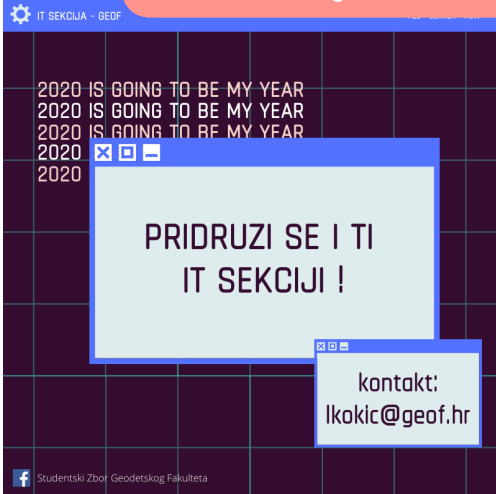 IT SEKCIJA - GEOF
2020 IS GOING TO BE MY YEAR
2020 IS GOING TO BE MY YEAR
2020 IS GOING TO BE MY YEAR
2020
2020
PRIDRUZI SE I TI
IT SEKCIJI !
kontakt:
lkokic@geof.hr
Studentski Zbor Geodetskog Fakulteta